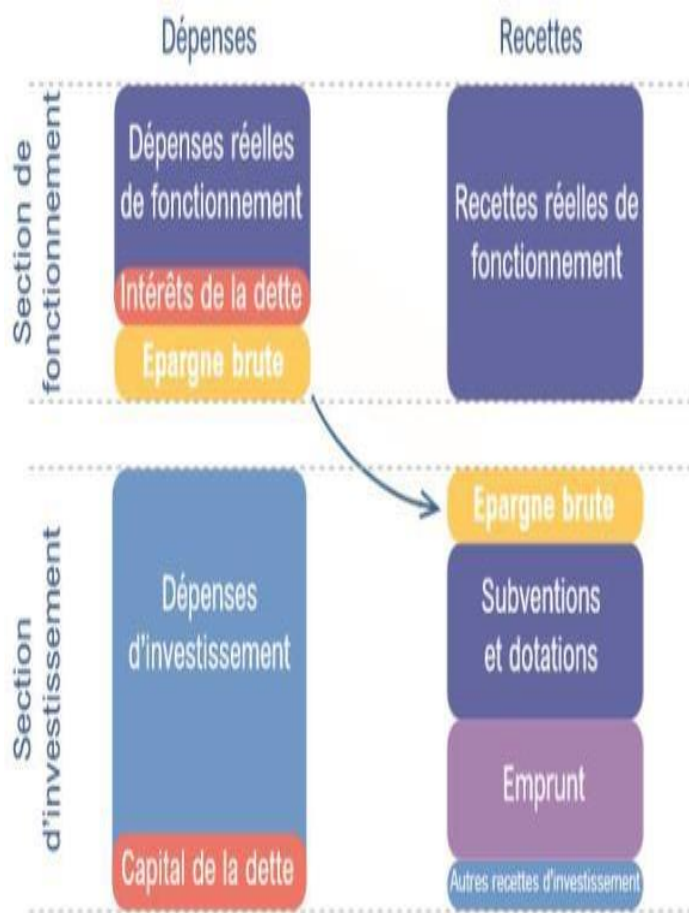 Dépenses
Recettes
Section de
fonctionnement
Dépenses réelles
de fonctionnement
Intérêts de la dette
Epargne brute
Recettes réelles de
fonctionnement
Section
d'investissement
Dépenses
d'investissement
Capital de la dette
Epargne brute
Subventions
et dotations
Emprunt
Autres recettes d'investissement